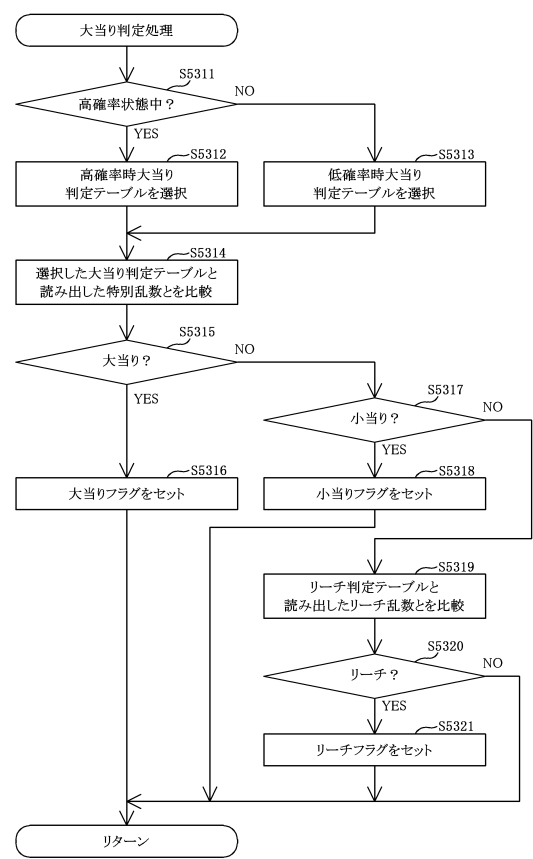 大当り判定処理
S5311
高確率状態中？
NO
YES
S5312
高確率時大当り
判定テーブルを選択
S5313
低確率時大当り
判定テーブルを選択
S5314
選択した大当り判定テーブルと
読み出した特別乱数とを比較
S5315
大当り？
NO
YES
S5317
小当り？
NO
YES
S5316
大当りフラグをセット
S5318
小当りフラグをセット
S5319
リーチ判定テーブルと
読み出したリーチ乱数とを比較
S5320
リーチ？
NO
YES
S5321
リーチフラグをセット
リターン